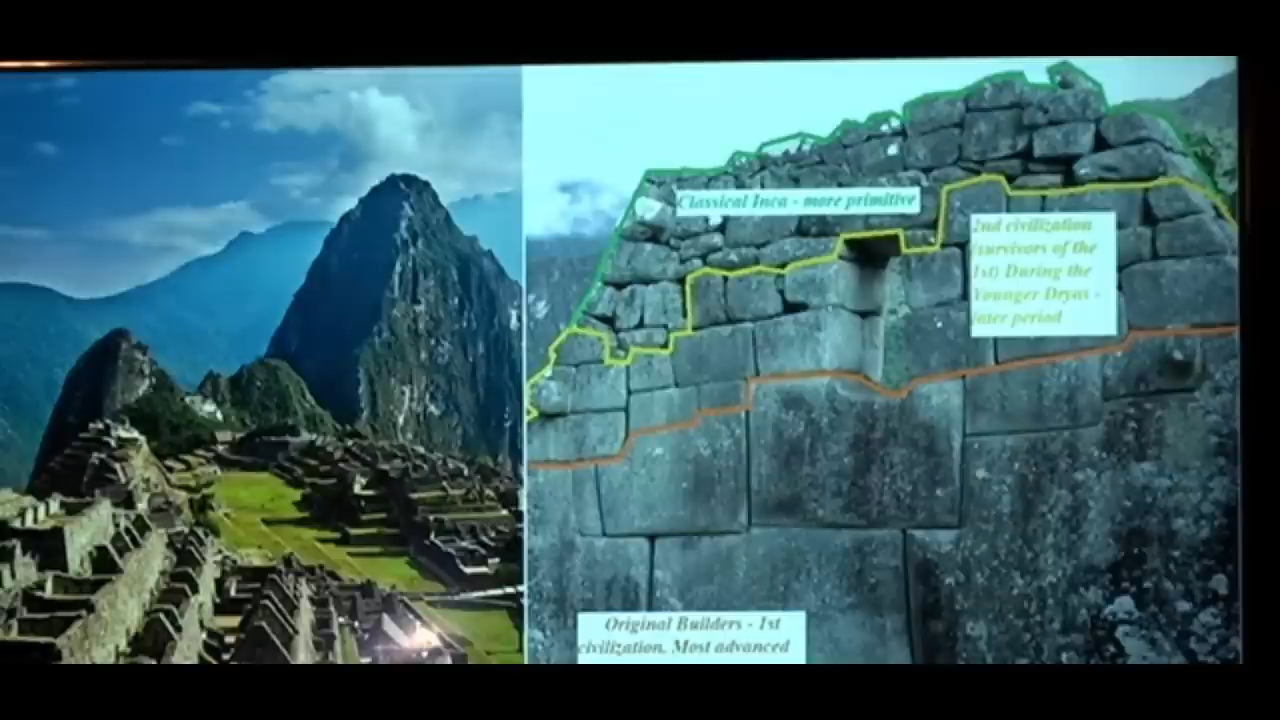 Classical Inca - more primitive
2nd civilization
(survivors of the
1st) During the
Younger Dryas -
later period
Original Builders - 1st
civilization. Most advanced